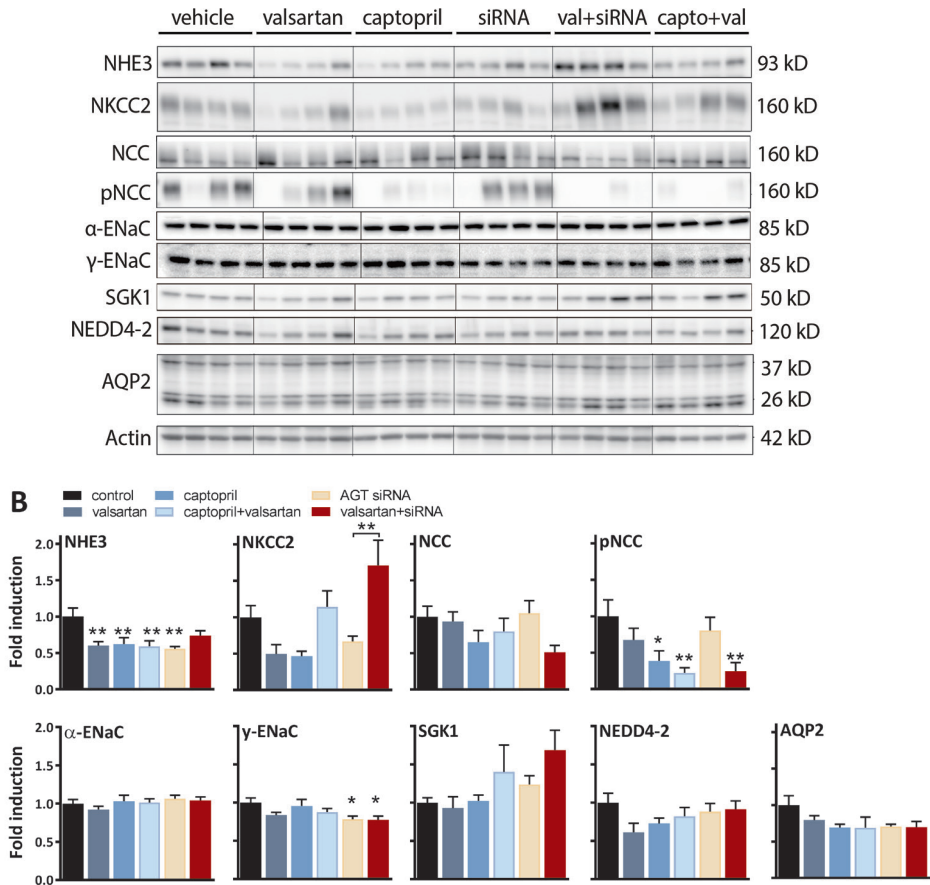 vehicle valsartan captopril siRNA val+siRNA capto+val
NHE3 93 kD
NKCC2 160 kD
NCC 160 kD
pNCC 160 kD
α-ENaC 85 kD
γ-ENaC 85 kD
SGK1 50 kD
NEDD4-2 120 kD
37 kD
AQP2
26 kD
Actin 42 kD
B
control captopril AGT siRNA
valsartan captopril+valsartan valsartan+siRNA
NHE3 NKCC2 NCC pNCC
**
2.0
1.5
1.0
0.5
0.0
Fold induction
** ** ** **
* ** **
α-ENaC γ-ENaC SGK1 NEDD4-2 AQP2
2.0
1.5
1.0
0.5
0.0
Fold induction
* *